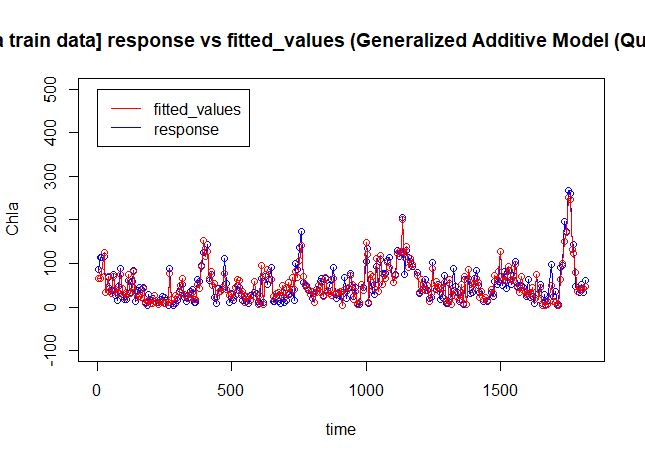 a train data] response vs fitted_values (Generalized Additive Model (Qu
500
400
300
200
100
0
-100
Chla
fitted_values
response
0 500 1000 1500
time